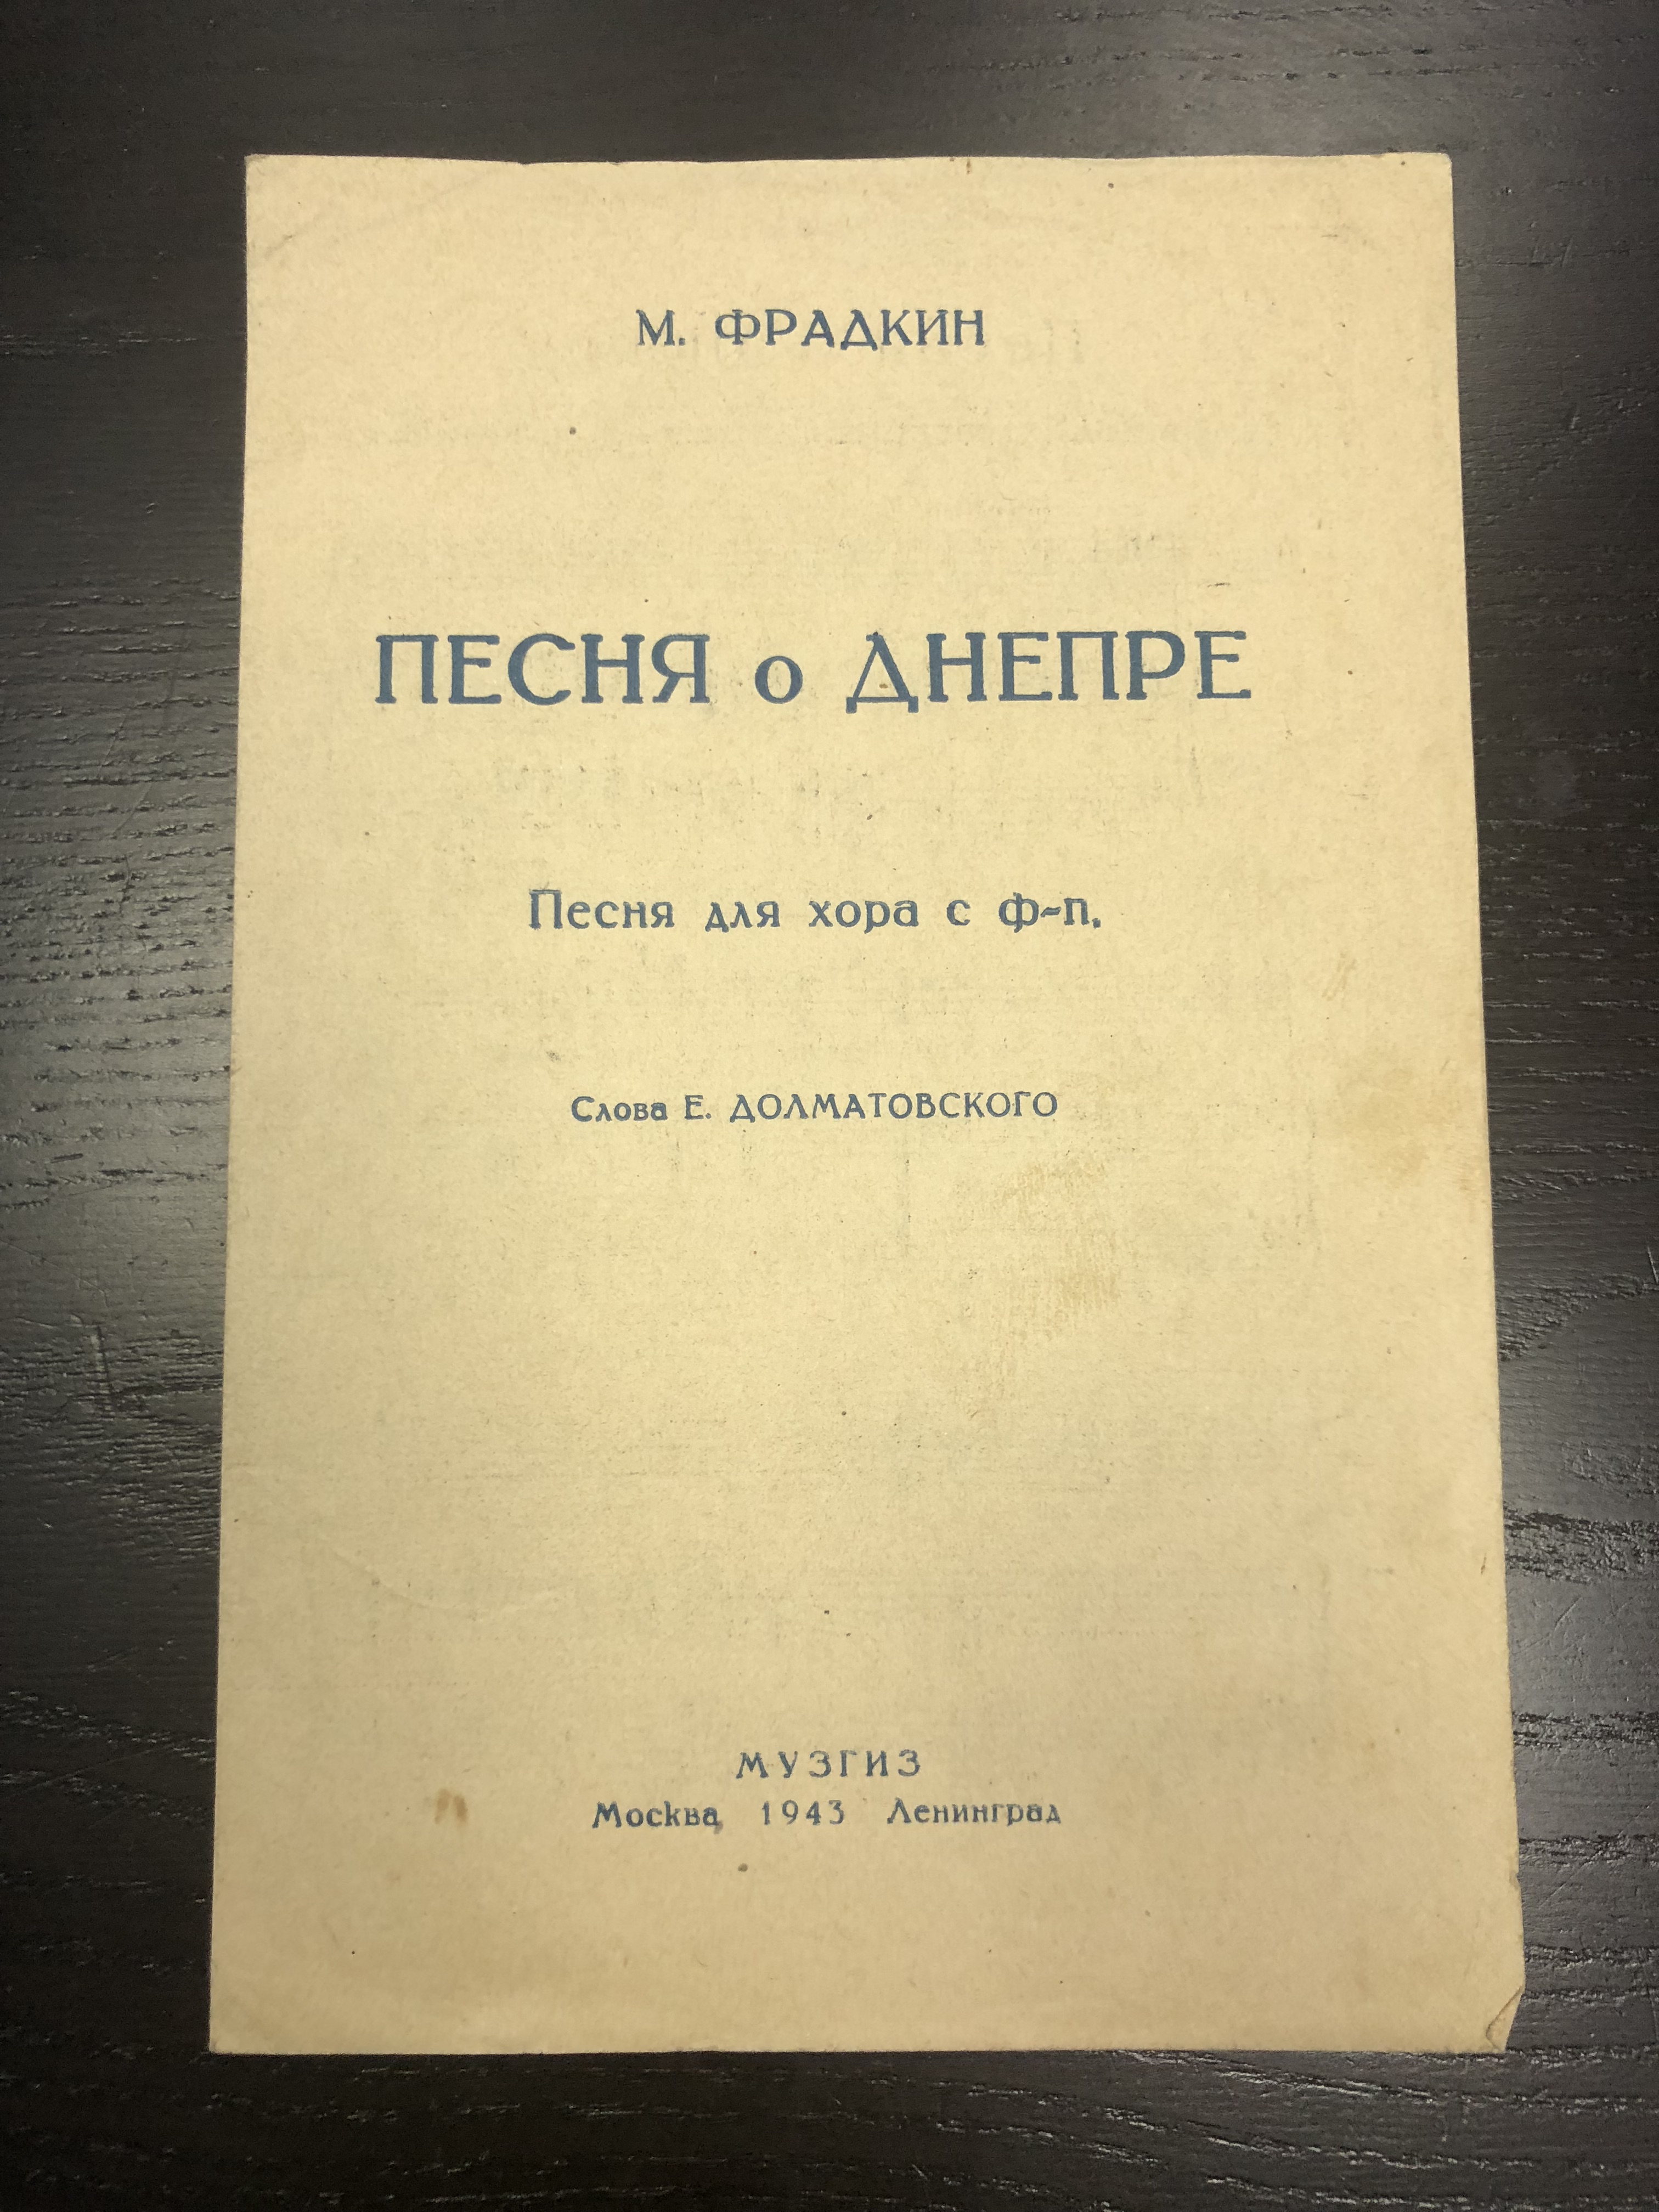 М. ФРАДКИН
ПЕСНЯ о ДНЕПРЕ
Песня для хора с ф-п.
Слова Е. ДОЛМАТОВСКОГО
МУЗГИЗ
Москва 1943 Ленинград